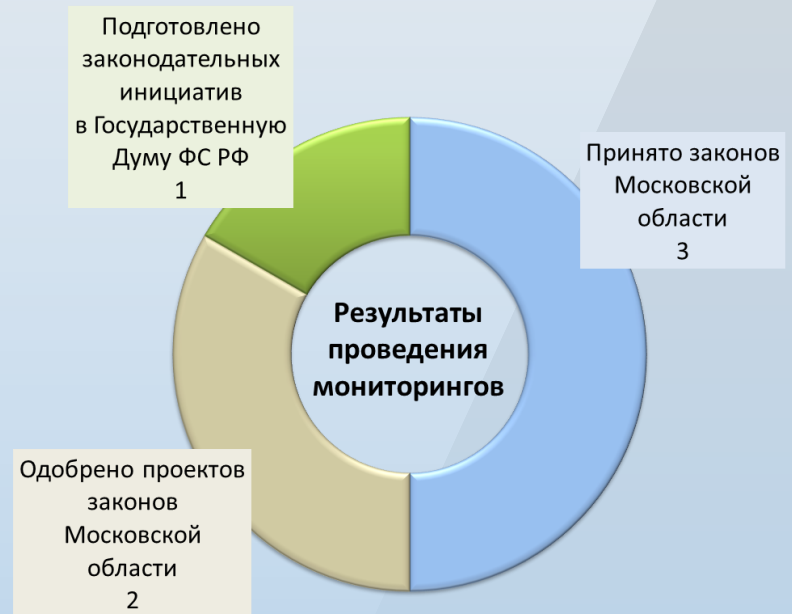 Подготовлено
законодательных
инициатив
в Государственную
Думу ФС РФ
1
Принято законов
Московской
области
3
Результаты
проведения
мониторингов
Одобрено проектов
законов
Московской
области
2